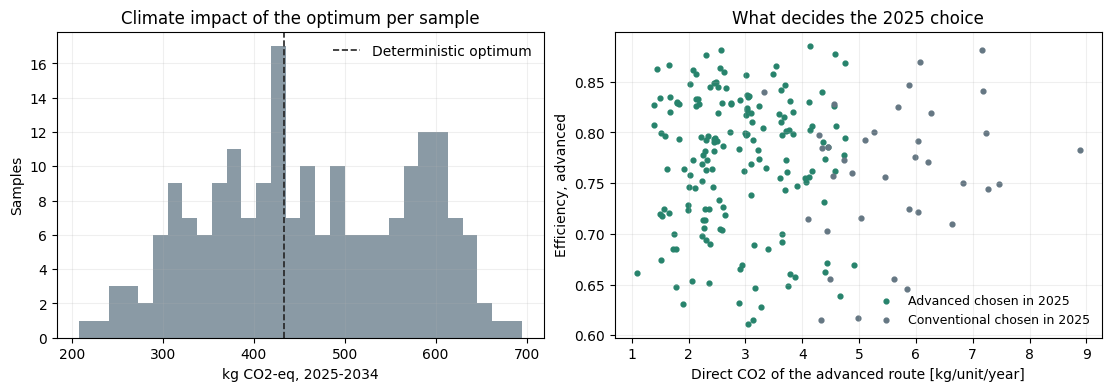 Climate impact of the optimum per sample
Deterministic optimum
Samples
16
14
12
10
8
6
4
2
0
200 300 400 500 600 700
kg CO2-eq, 2025-2034
What decides the 2025 choice
Efficiency, advanced
0.85
0.80
0.75
0.70
0.65
0.60
Advanced chosen in 2025
Conventional chosen in 2025
1 2 3 4 5 6 7 8 9
Direct CO2 of the advanced route [kg/unit/year]